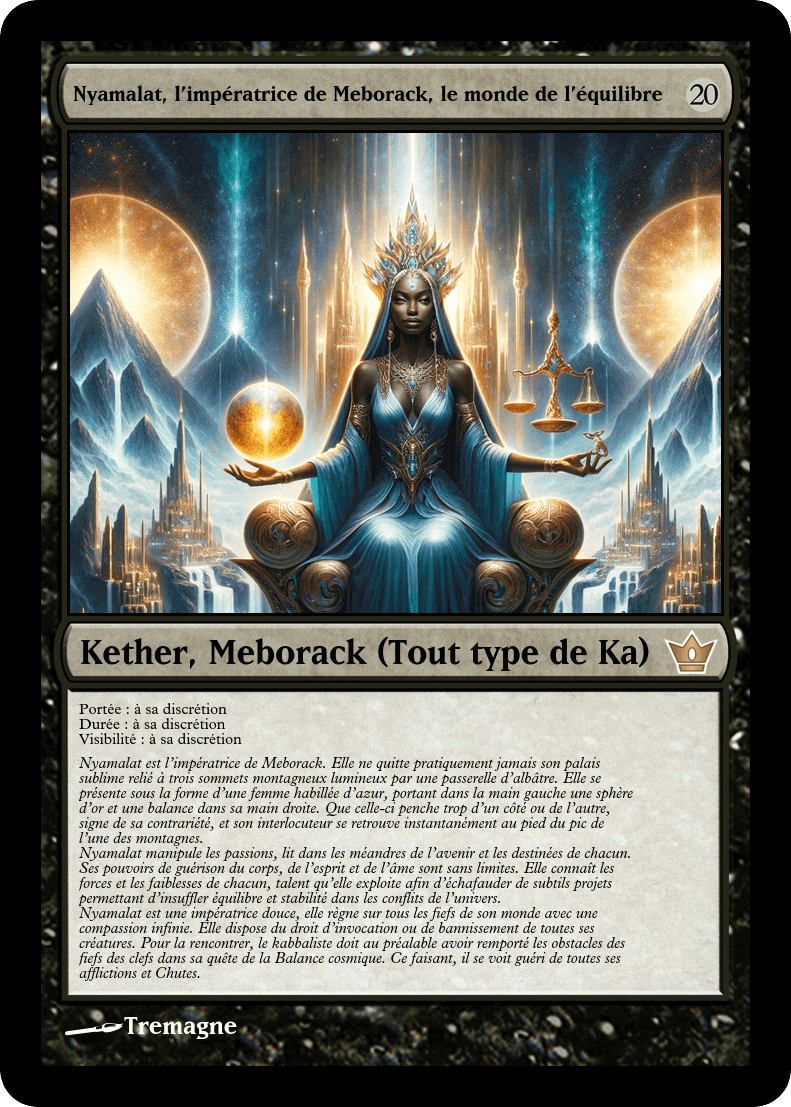 Nyamalat, l'impératrice de Meborack, le monde de l'équilibre 20
Kether, Meborack (Tout type de Ka)
Portée : à sa discrétion
Durée : à sa discrétion
Visibilité : à sa discrétion
Nyamalat est l'impératrice de Meborack. Elle ne quitte pratiquement jamais son palais
sublime relié à trois sommets montagneux lumineux par une passerelle d'albâtre. Elle se
présente sous la forme d'une femme habillée d'azur, portant dans la main gauche une sphère
d'or et une balance dans sa main droite. Que celle-ci penche trop d'un côté ou de l'autre,
signe de sa contrariété, et son interlocuteur se retrouve instantanément au pied du pic de
l'une des montagnes.
Nyamalat manipule les passions, lit dans les méandres de l'avenir et les destinées de chacun.
Ses pouvoirs de guérison du corps, de l'esprit et de l'âme sont sans limites. Elle connaît les
forces et les faiblesses de chacun, talent qu'elle exploite afin d'échafauder de subtils projets
permettant d'insuffler équilibre et stabilité dans les conflits de l'univers.
Nyamalat est une impératrice douce, elle règne sur tous les fiefs de son monde avec une
compassion infinie. Elle dispose du droit d'invocation ou de bannissement de toutes ses
créatures. Pour la rencontrer, le kabbaliste doit au préalable avoir remporté les obstacles des
fiefs des clefs dans sa quête de la Balance cosmique. Ce faisant, il se voit guéri de toutes ses
afflictions et Chutes.
Tremagne